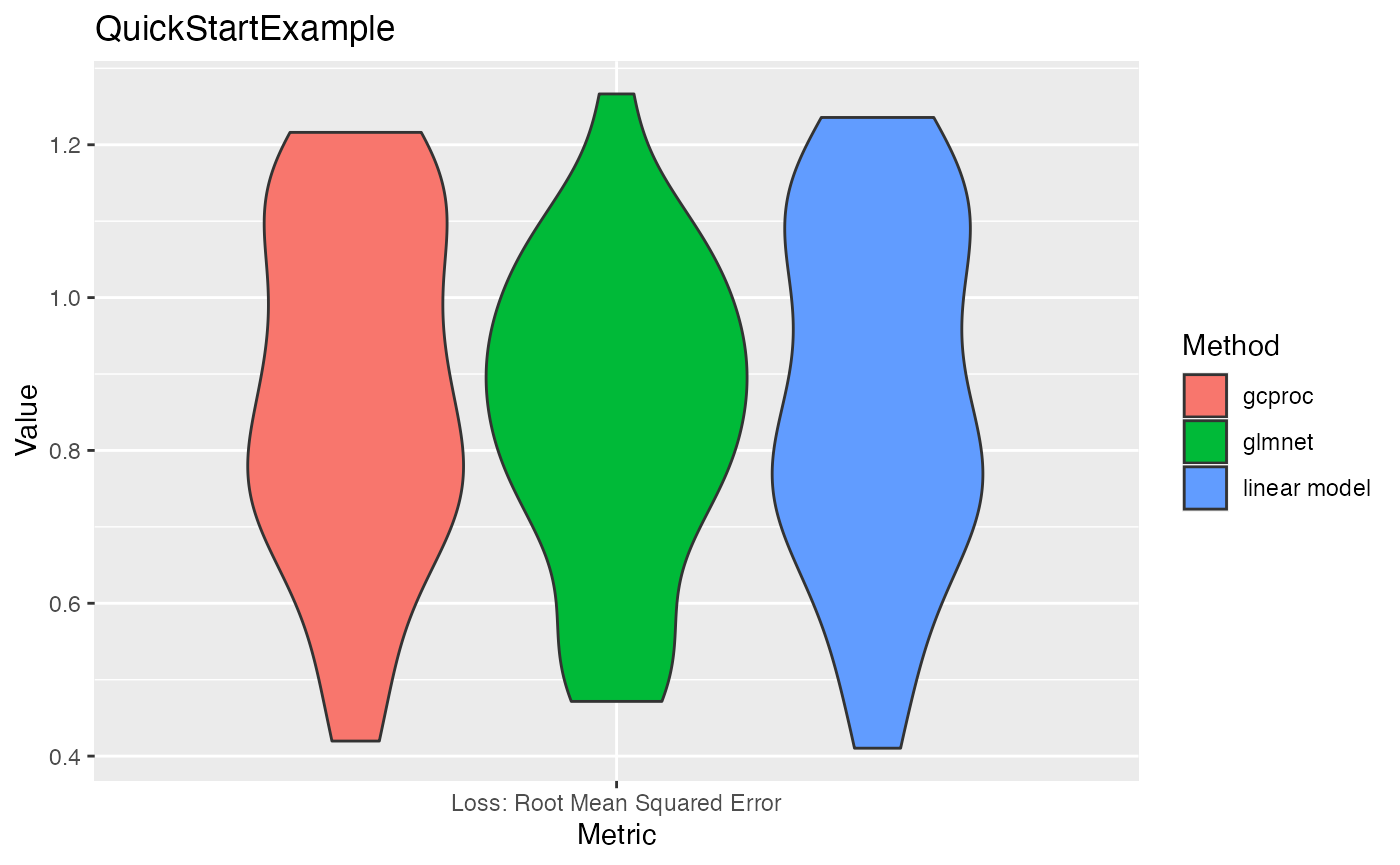 QuickStartExample
Value
1.2
1.0
0.8
0.6
0.4
Loss: Root Mean Squared Error
Metric
Method
gcproc
glmnet
linear model